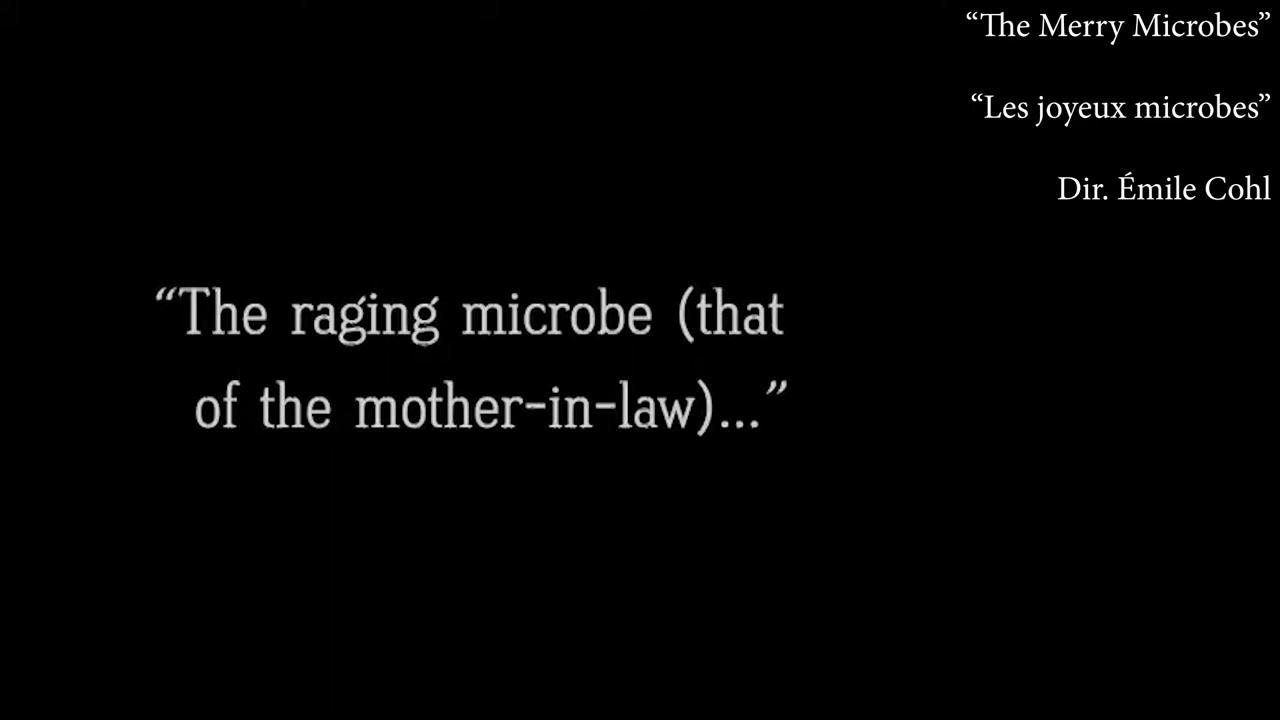 “The Merry Microbes”
“Les joyeux microbes”
Dir. Émile Cohl
“The raging microbe (that
of the mother-in-law)...”